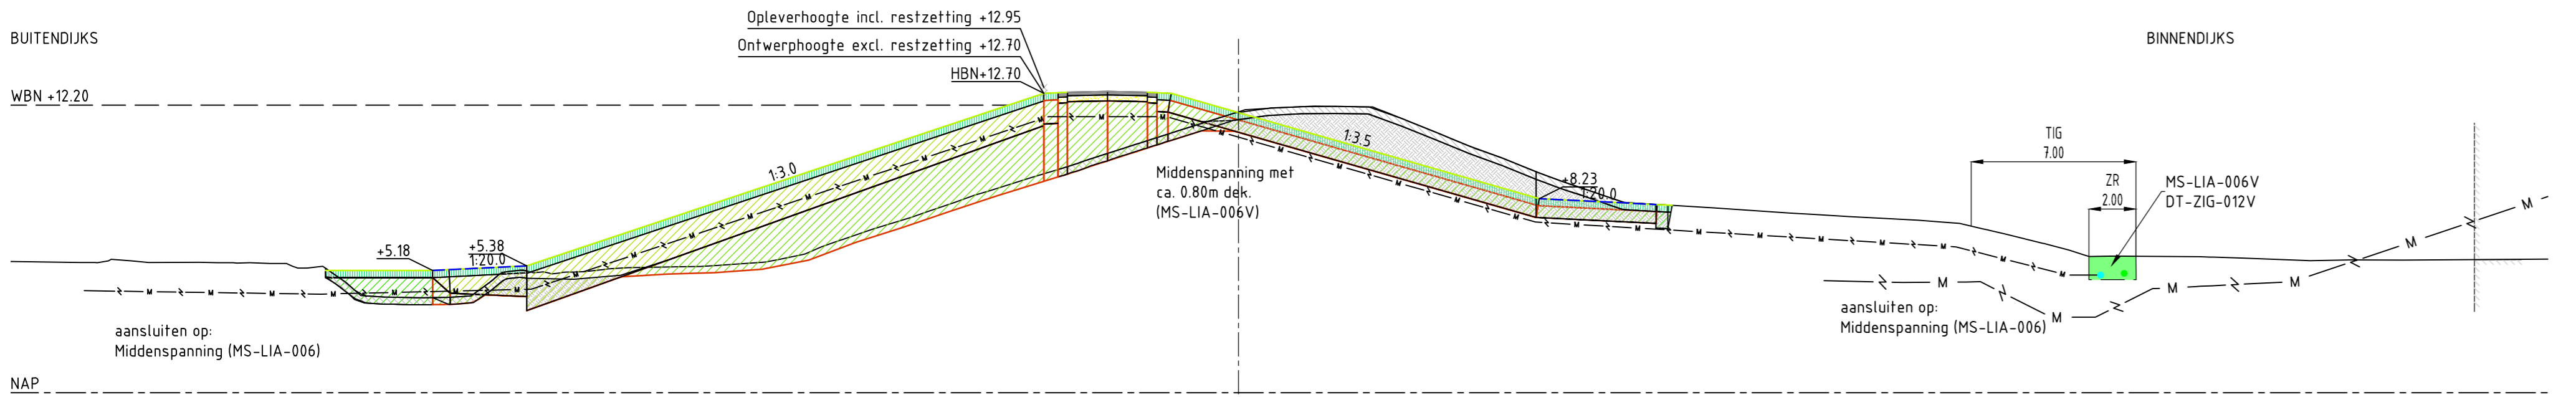 Opleverhoogte incl. restzetting +12.95
BUITENDIJKS
BINNENDIJKS
Ontwerphoogte excl. restzetting +12.70
HBN+12.70
WBN +12.20
1:3.0
1:3.5
TIG
7.00
Middenspanning met
ca. 0.80m dek.
(MS-LIA-006V)
+8.23
1:20.0
ZR
2.00
MS-LIA-006V
DT-ZIG-012V
+5.18
+5.38
1:20.0
aansluiten op:
Middenspanning (MS-LIA-006)
aansluiten op:
Middenspanning (MS-LIA-006)
NAP